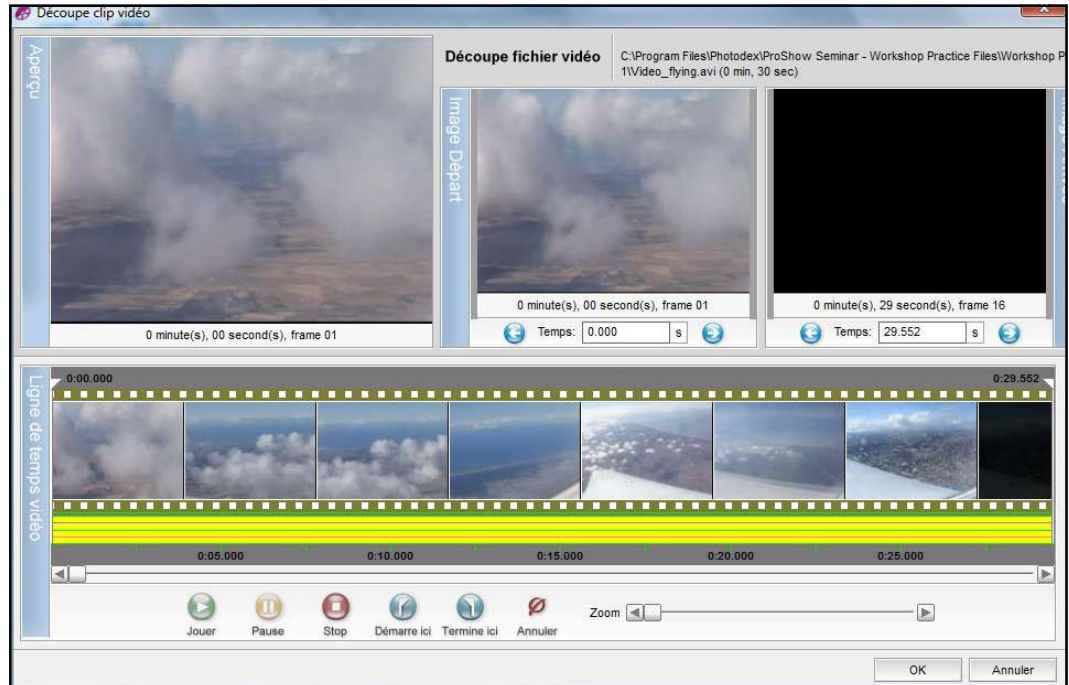 Découpe clip vidéo
Aperçu
0 minute(s), 00 second(s), frame 01
Découpe fichier vidéo
C:\Program Files\Photodex\ProShow Seminar - Workshop Practice Files\Workshop P
1\Video_flying.avi (0 min, 30 sec)
Image Départ
0 minute(s), 00 second(s), frame 01
Temps: 0.000 s
0 minute(s), 29 second(s), frame 16
Temps: 29.552 s
Ligne de temps vidéo
0:00.000 0:29.552
0:05.000 0:10.000 0:15.000 0:20.000 0:25.000
Jouer Pause Stop Démarre ici Termine ici Annuler Zoom
OK Annuler